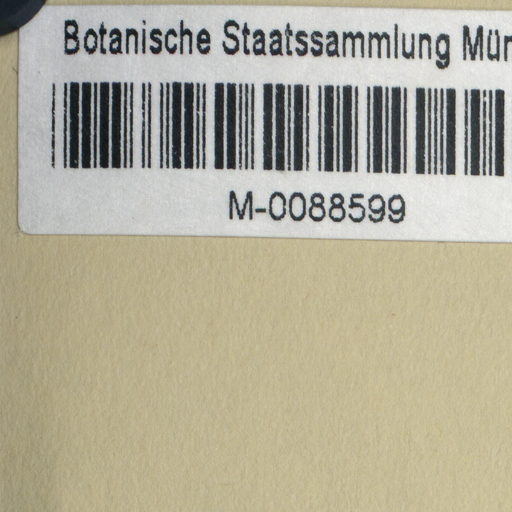 Botanische Staatssammlung Mün
M-0088599